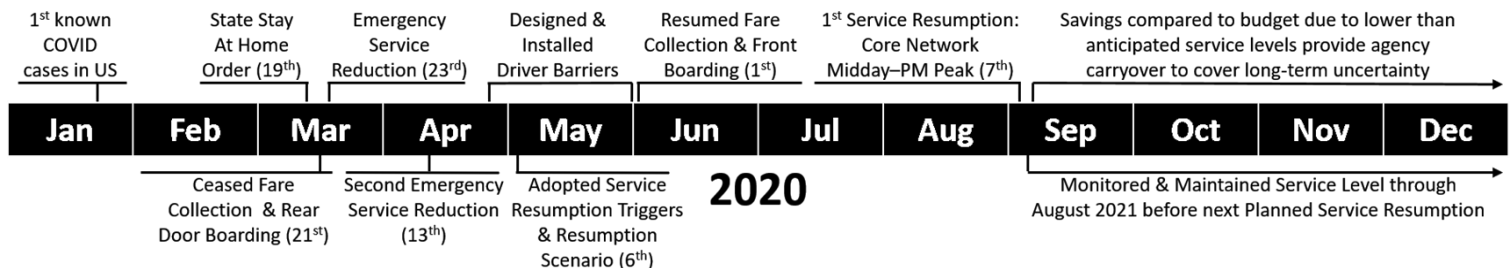 1st known
COVID
cases in US
State Stay
At Home
Order (19th)
Emergency
Service
Reduction (23rd)
Designed &
Installed
Driver Barriers
Resumed Fare
Collection & Front
Boarding (1st)
1st Service Resumption:
Core Network
Midday–PM Peak (7th)
Savings compared to budget due to lower than
anticipated service levels provide agency
carryover to cover long-term uncertainty
Jan Feb Mar Apr May Jun Jul Aug Sep Oct Nov Dec
Ceased Fare
Collection & Rear
Door Boarding (21st)
Second Emergency
Service Reduction
(13th)
Adopted Service
Resumption Triggers
& Resumption
Scenario (6th)
2020
Monitored & Maintained Service Level through
August 2021 before next Planned Service Resumption